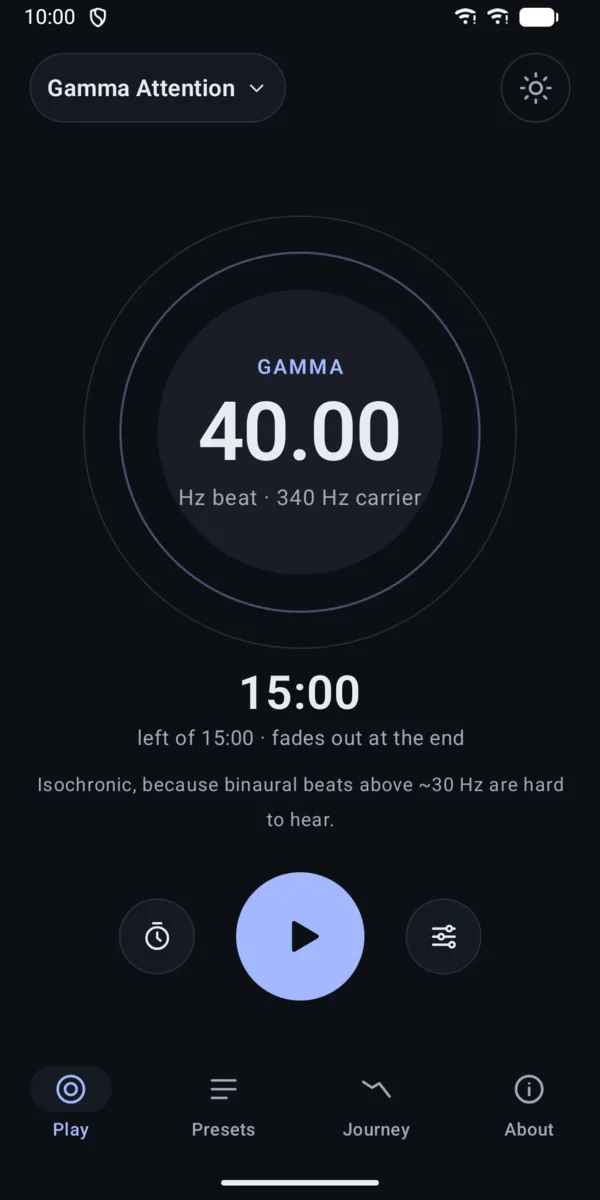 10:00
Gamma Attention
GAMMA
40.00
Hz beat · 340 Hz carrier
15:00
left of 15:00 · fades out at the end
Isochronic, because binaural beats above ~30 Hz are hard
to hear.
Play
Presets
Journey
About